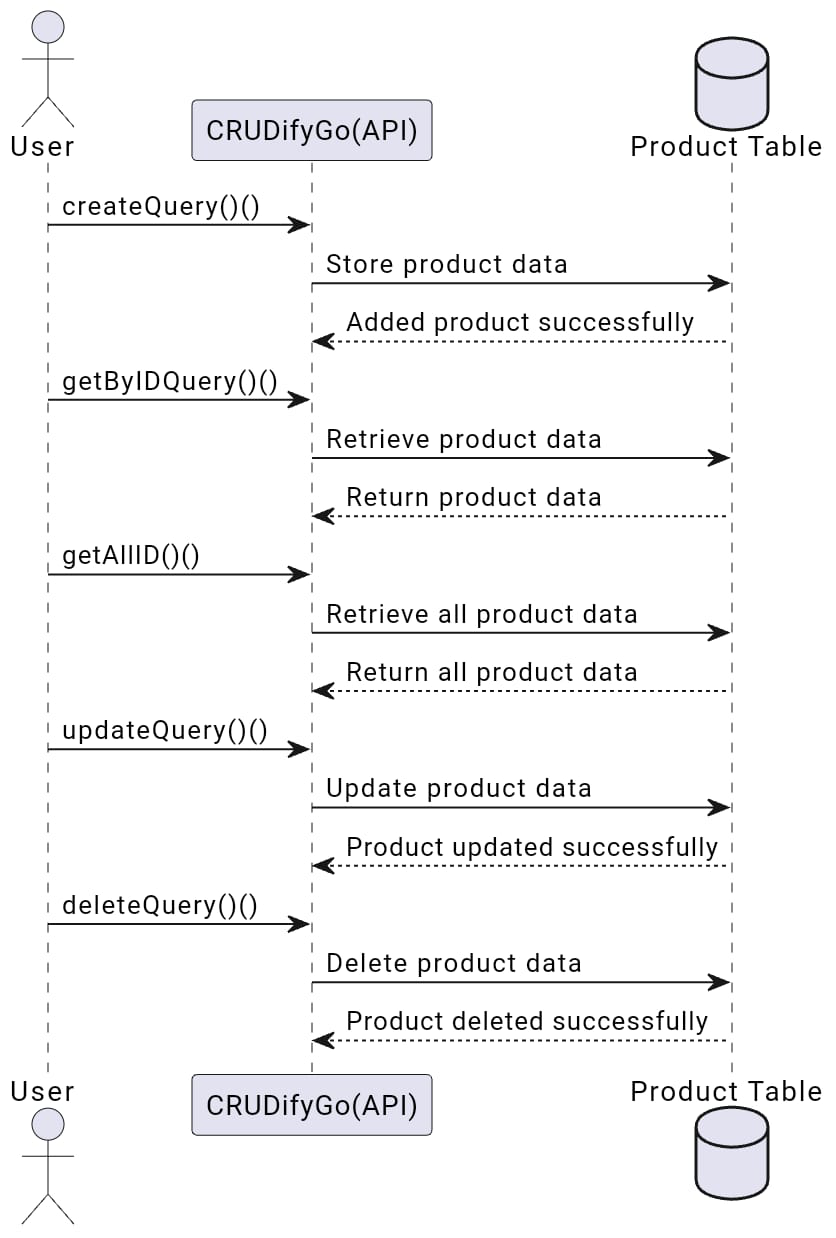 User
CRUDifyGo(API)
Product Table
createQuery()()
Store product data
Added product successfully
getByIDQuery()()
Retrieve product data
Return product data
getAllID()()
Retrieve all product data
Return all product data
updateQuery()()
Update product data
Product updated successfully
deleteQuery()()
Delete product data
Product deleted successfully
User
CRUDifyGo(API)
Product Table